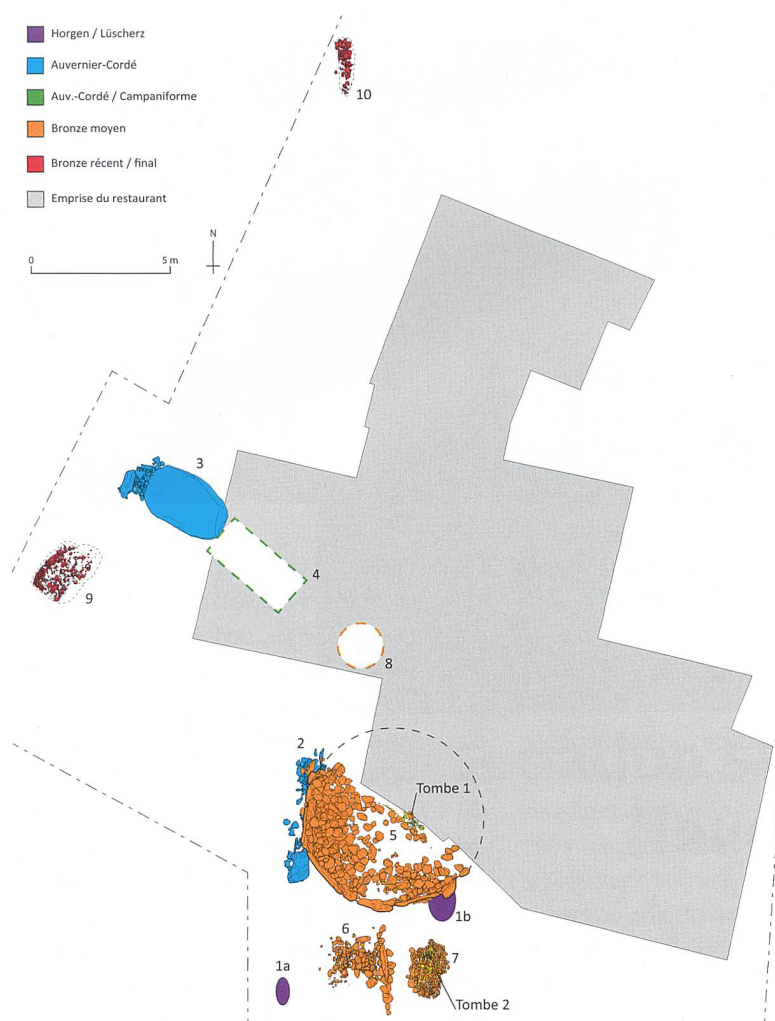 Horgen / Lüscherz
Auvernier-Cordé
Auv.-Cordé / Campaniforme
Bronze moyen
Bronze récent / final
Emprise du restaurant
0
5 m
N
10
3
4
9
8
2
Tombe 1
5
1b
6
7
1a
Tombe 2